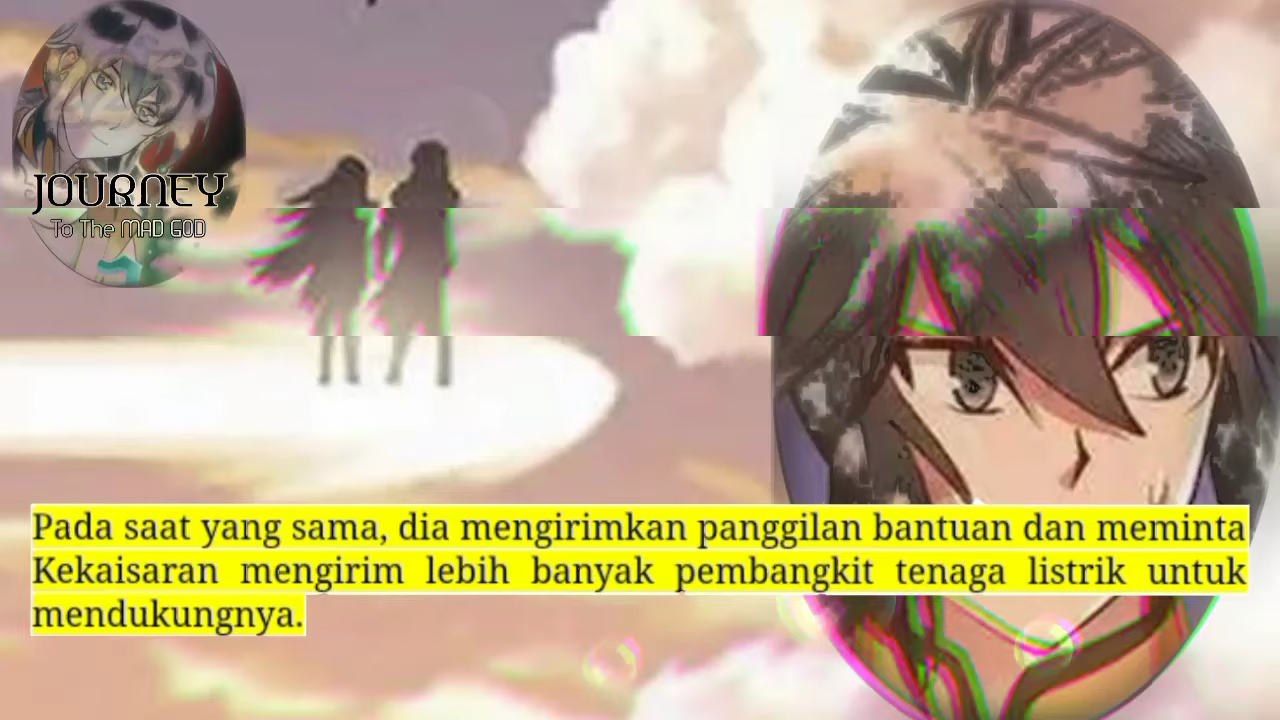 JOURNEY
To The MAD GOD
Pada saat yang sama, dia mengirimkan panggilan bantuan dan meminta
Kekaisaran mengirim lebih banyak pembangkit tenaga listrik untuk
mendukungnya.